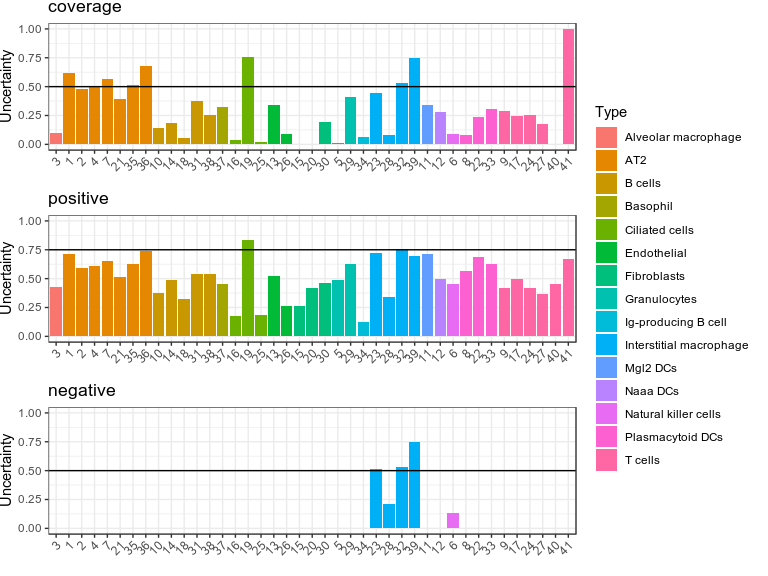 coverage
Uncertainty
1.00
0.75
0.50
0.25
0.00
3 1 2 4 7 21 35 36 10 14 18 31 38 37 16 19 25 13 26 15 20 30 5 29 34 23 28 32 39 11 12 6 8 22 33 9 17 24 27 40 41
positive
Uncertainty
1.00
0.75
0.50
0.25
0.00
3 1 2 4 7 21 35 36 10 14 18 31 38 37 16 19 25 13 26 15 20 30 5 29 34 23 28 32 39 11 12 6 8 22 33 9 17 24 27 40 41
negative
Uncertainty
1.00
0.75
0.50
0.25
0.00
3 1 2 4 7 21 35 36 10 14 18 31 38 37 16 19 25 13 26 15 20 30 5 29 34 23 28 32 39 11 12 6 8 22 33 9 17 24 27 40 41
Type
Alveolar macrophage
AT2
B cells
Basophil
Ciliated cells
Endothelial
Fibroblasts
Granulocytes
Ig-producing B cell
Interstitial macrophage
Mgl2 DCs
Naaa DCs
Natural killer cells
Plasmacytoid DCs
T cells